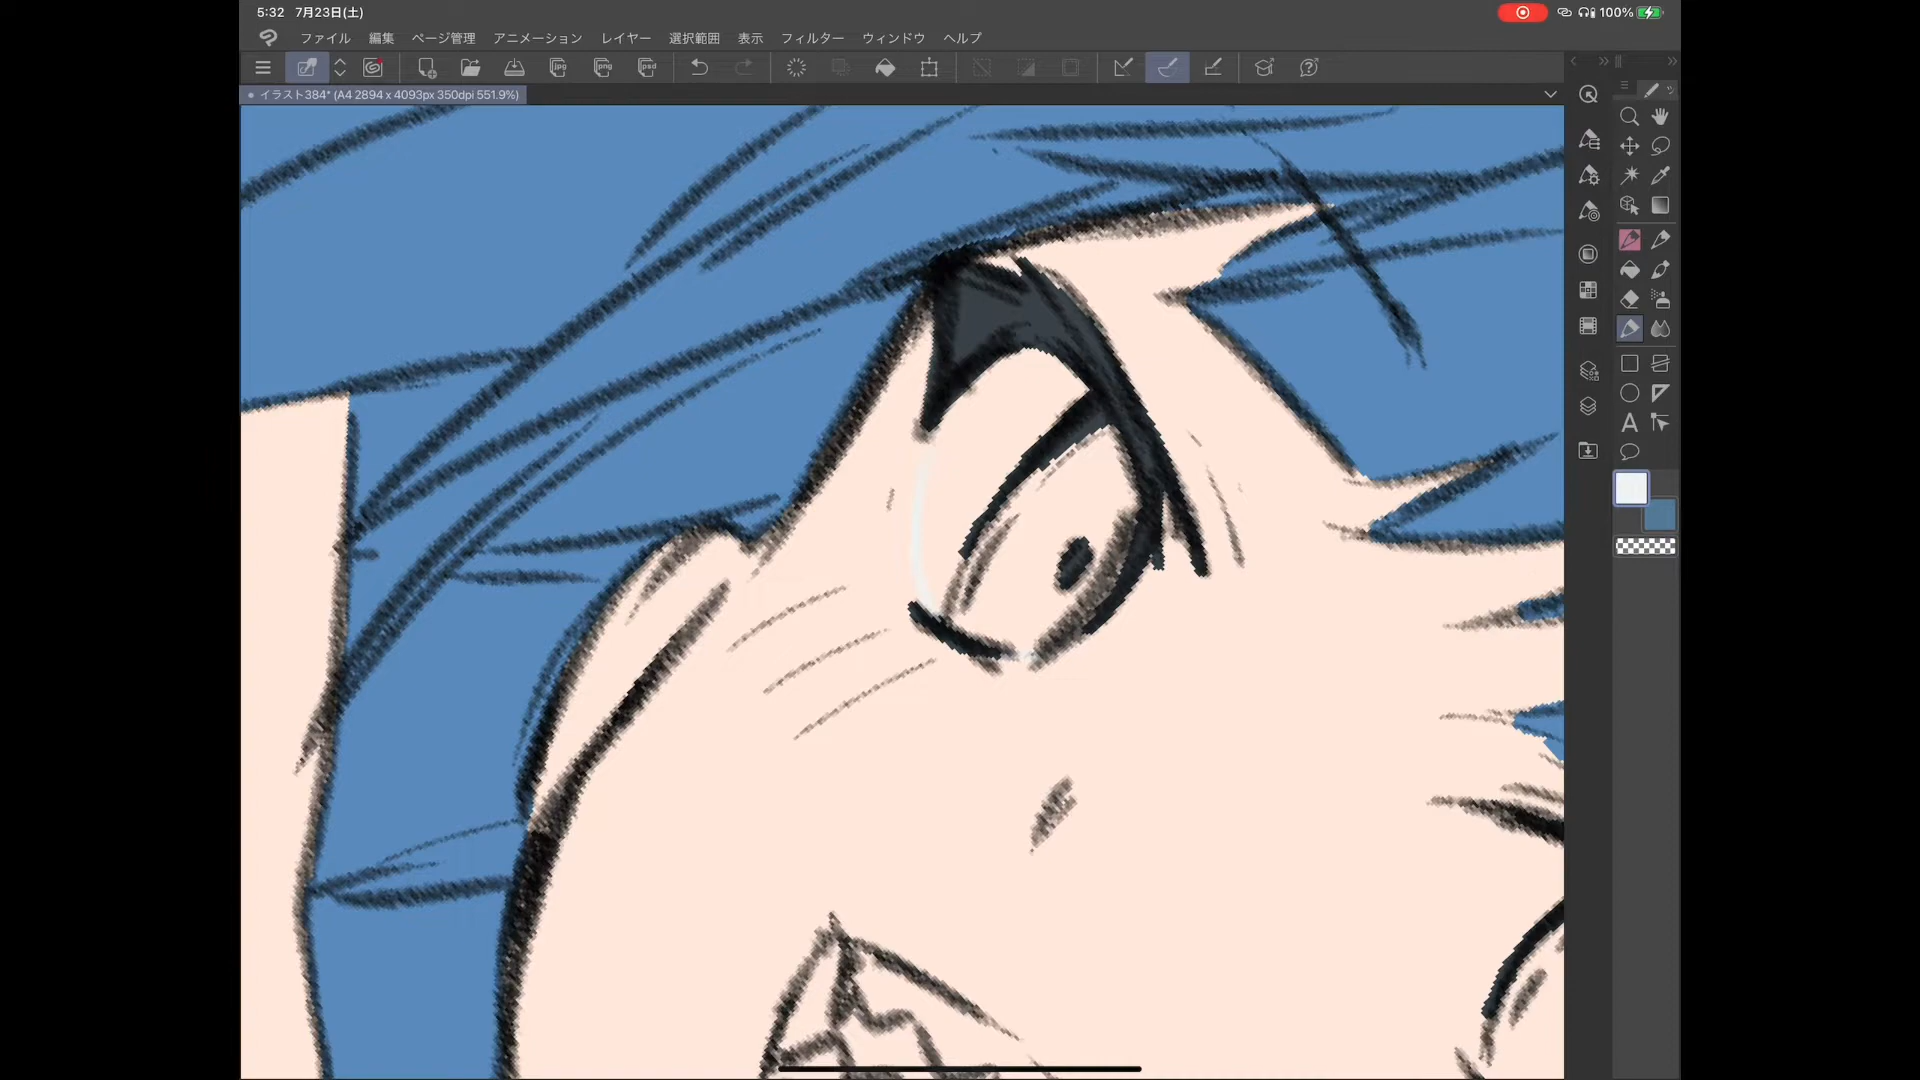 5:32 7月23日(土)
100%
ファイル 編集 ページ管理 アニメーション レイヤー 選択範囲 表示 フィルター ウィンドウ ヘルプ
jpg png psd
イラスト384* (A4 2894 x 4093px 350dpi 551.9%)
A